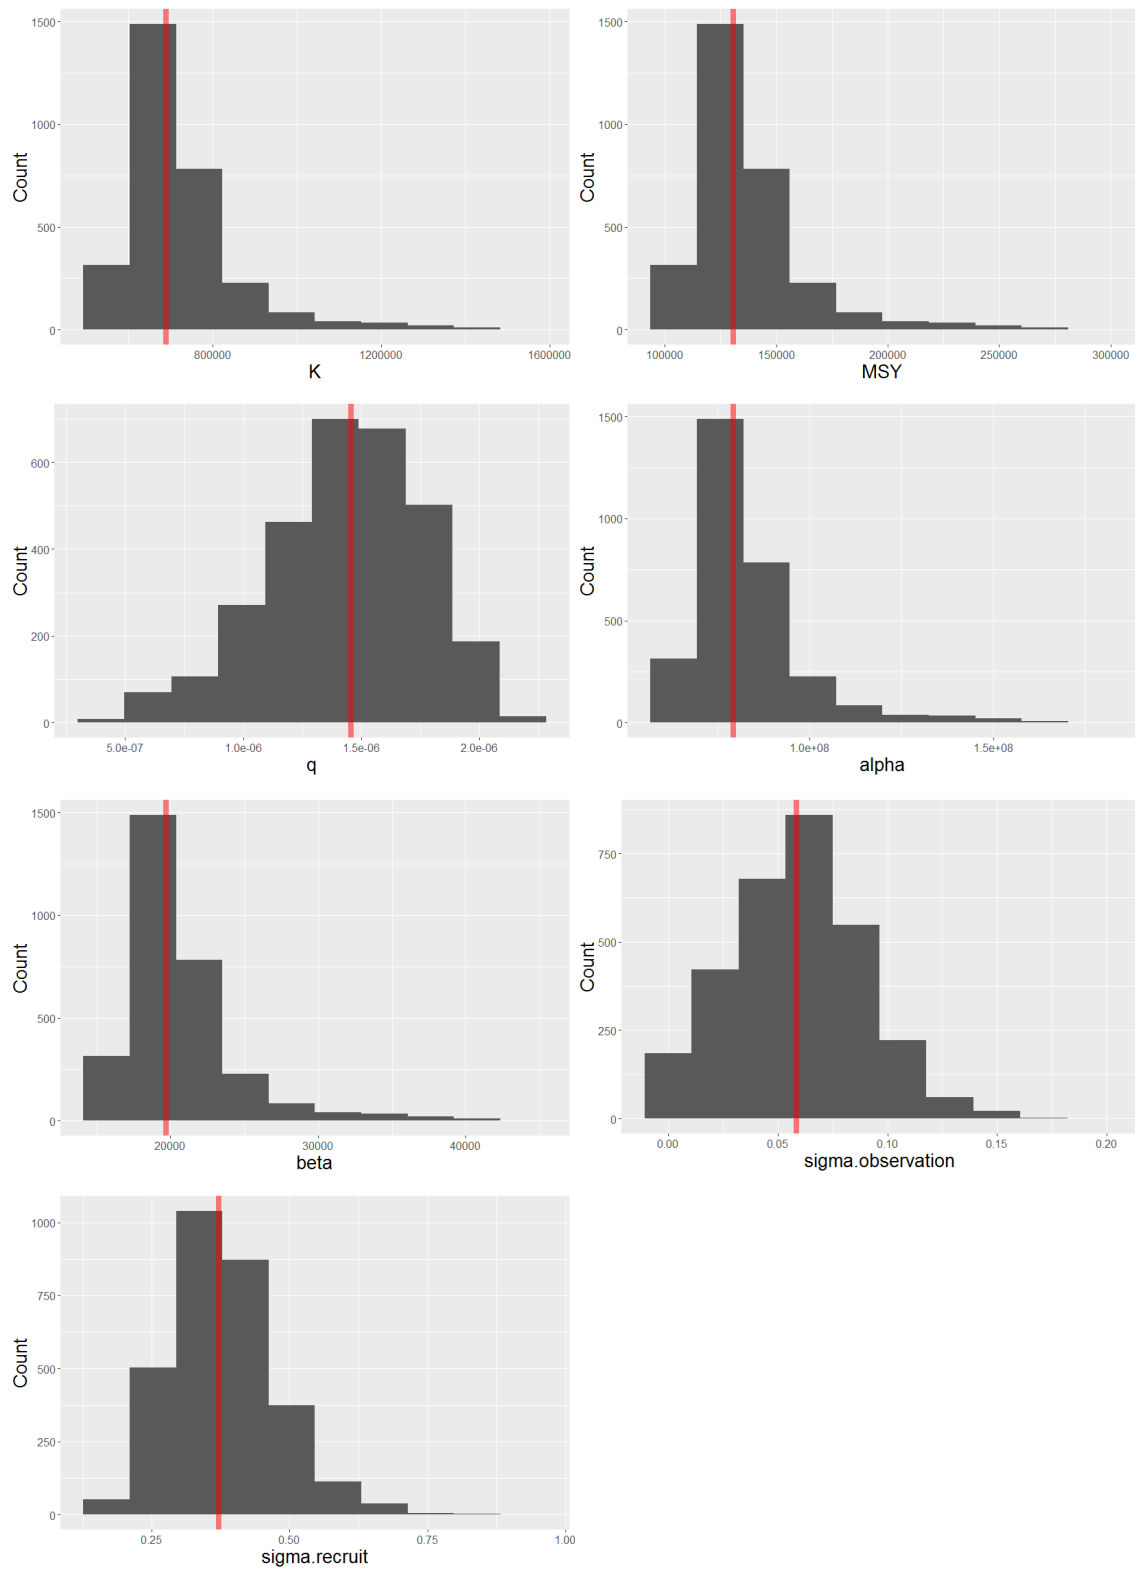 1500
1000
500
0
Count
800000 1200000 1600000
K
1500
1000
500
0
Count
100000 150000 200000 250000 300000
MSY
600
400
200
0
Count
5.0e-07 1.0e-06 1.5e-06 2.0e-06
q
1500
1000
500
0
Count
1.0e+08 1.5e+08
alpha
1500
1000
500
0
Count
20000 30000 40000
beta
750
500
250
0
Count
0.00 0.05 0.10 0.15 0.20
sigma.observation
1000
750
500
250
0
Count
0.25 0.50 0.75 1.00
sigma.recruit